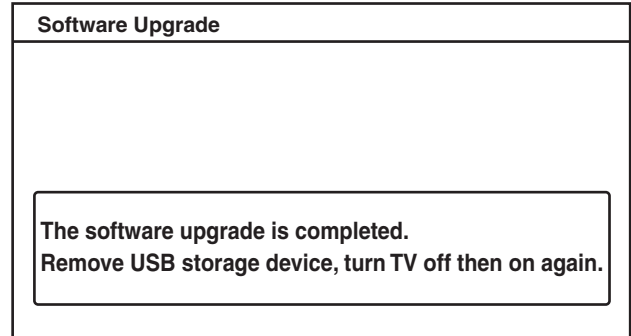 Software Upgrade
The software upgrade is completed.
Remove USB storage device, turn TV off then on again.